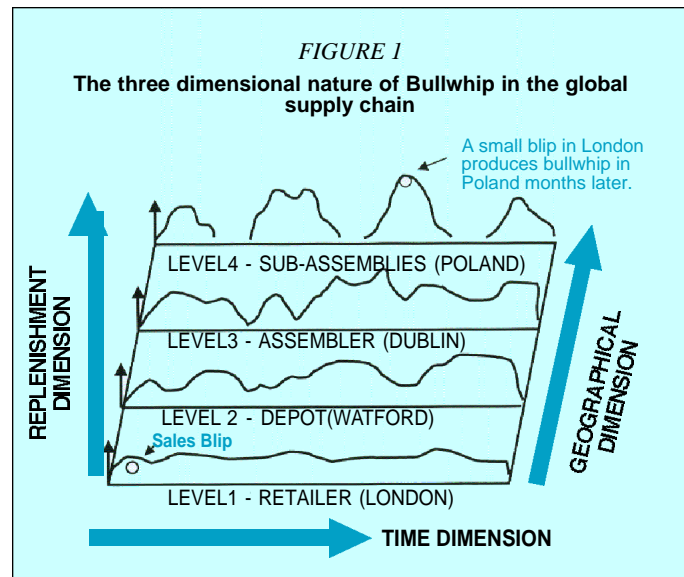 FIGURE 1
The three dimensional nature of Bullwhip in the global
supply chain
A small blip in London
produces bullwhip in
Poland months later.
REPLENISHMENT
DIMENSION
LEVEL4 - SUB-ASSEMBLIES (POLAND)
LEVEL3 - ASSEMBLER (DUBLIN)
LEVEL 2 - DEPOT(WATFORD)
Sales Blip
LEVEL1 - RETAILER (LONDON)
GEOGRAPHICAL
DIMENSION
TIME DIMENSION